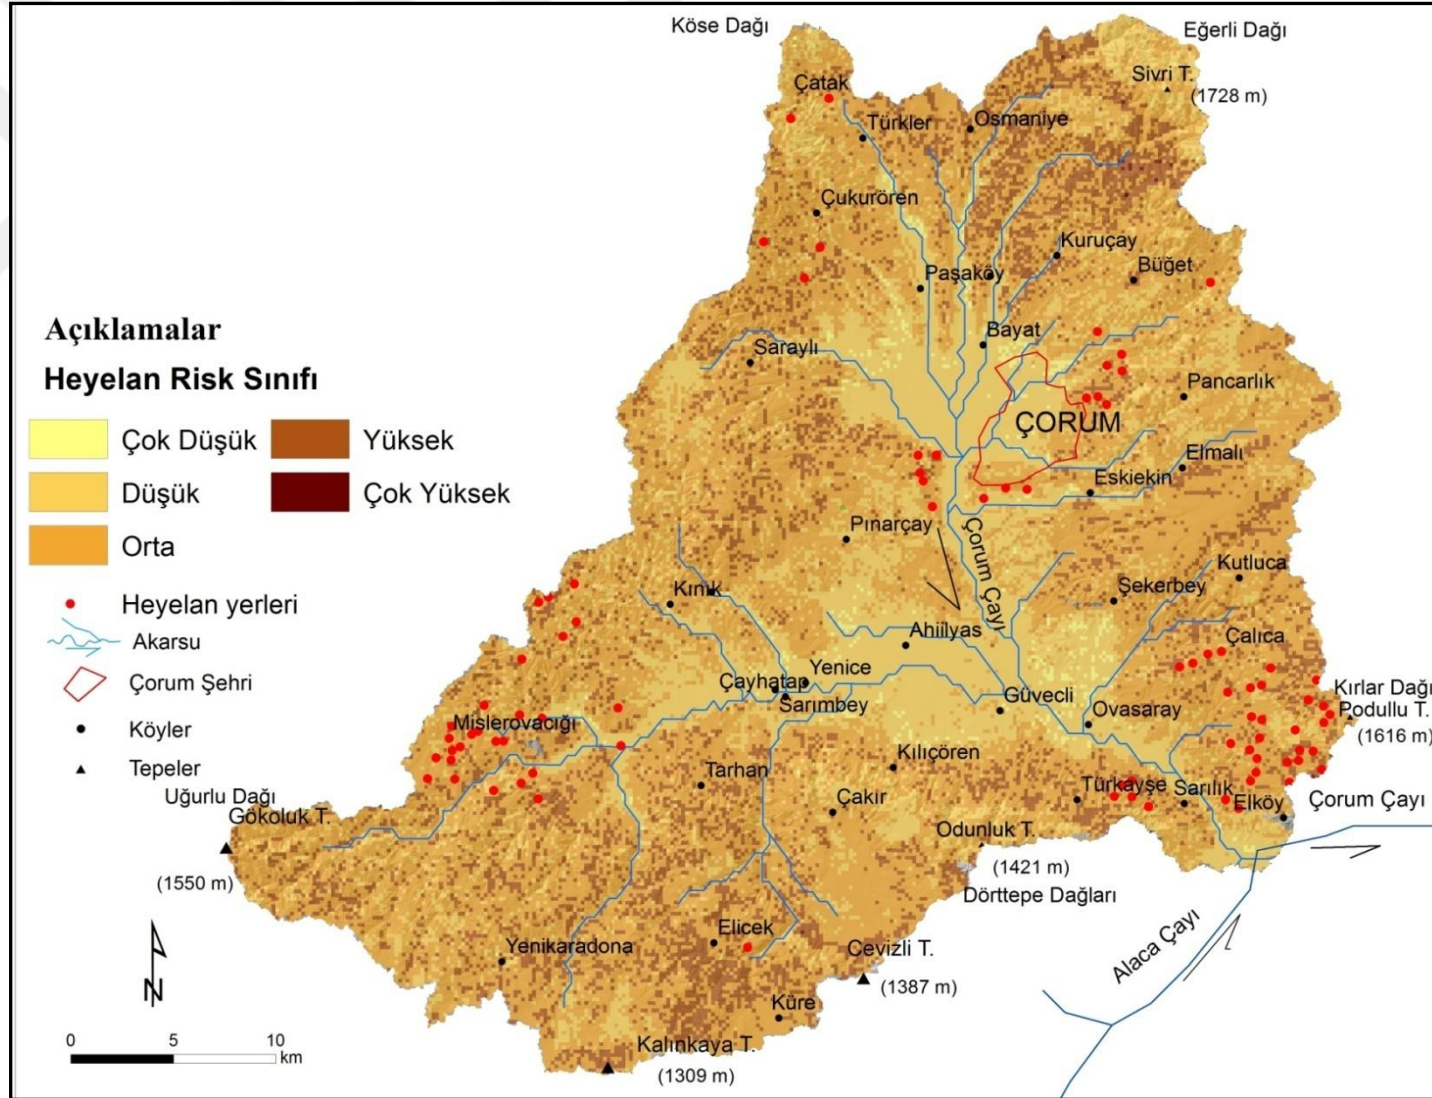 Köse Dağı
Eğerli Dağı
Sivri T.
(1728 m)
Çatak
Türkler
Osmaniye
Çukurören
Kuruçay
Paşaköy
Büğet
Bayat
Saraylı
Pancarlık
ÇORUM
Elmalı
Eskiekin
Pınarçay
Çorum Çayı
Kutluca
Kınık
Şekerbey
Ahiilyas
Çalıca
Yenice
Çayhatap
Sarımbey
Güvecli
Ovasaray
Kırlar Dağı
Podullu T.
(1616 m)
Mislerovacığı
Kılıçören
Tarhan
Türkayşe
Sarılık
Elköy
Çorum Çayı
Çakır
Uğurlu Dağı
Gökoluk T.
(1550 m)
Odunluk T.
(1421 m)
Dörttepe Dağları
Elicek
Yenikaradona
Cevizli T.
(1387 m)
Alaca Çayı
Küre
Kalınkaya T.
(1309 m)
Açıklamalar
Heyelan Risk Sınıfı
Çok Düşük
Yüksek
Düşük
Çok Yüksek
Orta
Heyelan yerleri
Akarsu
Çorum Şehri
Köyler
Tepeler
N
0 5 10
km